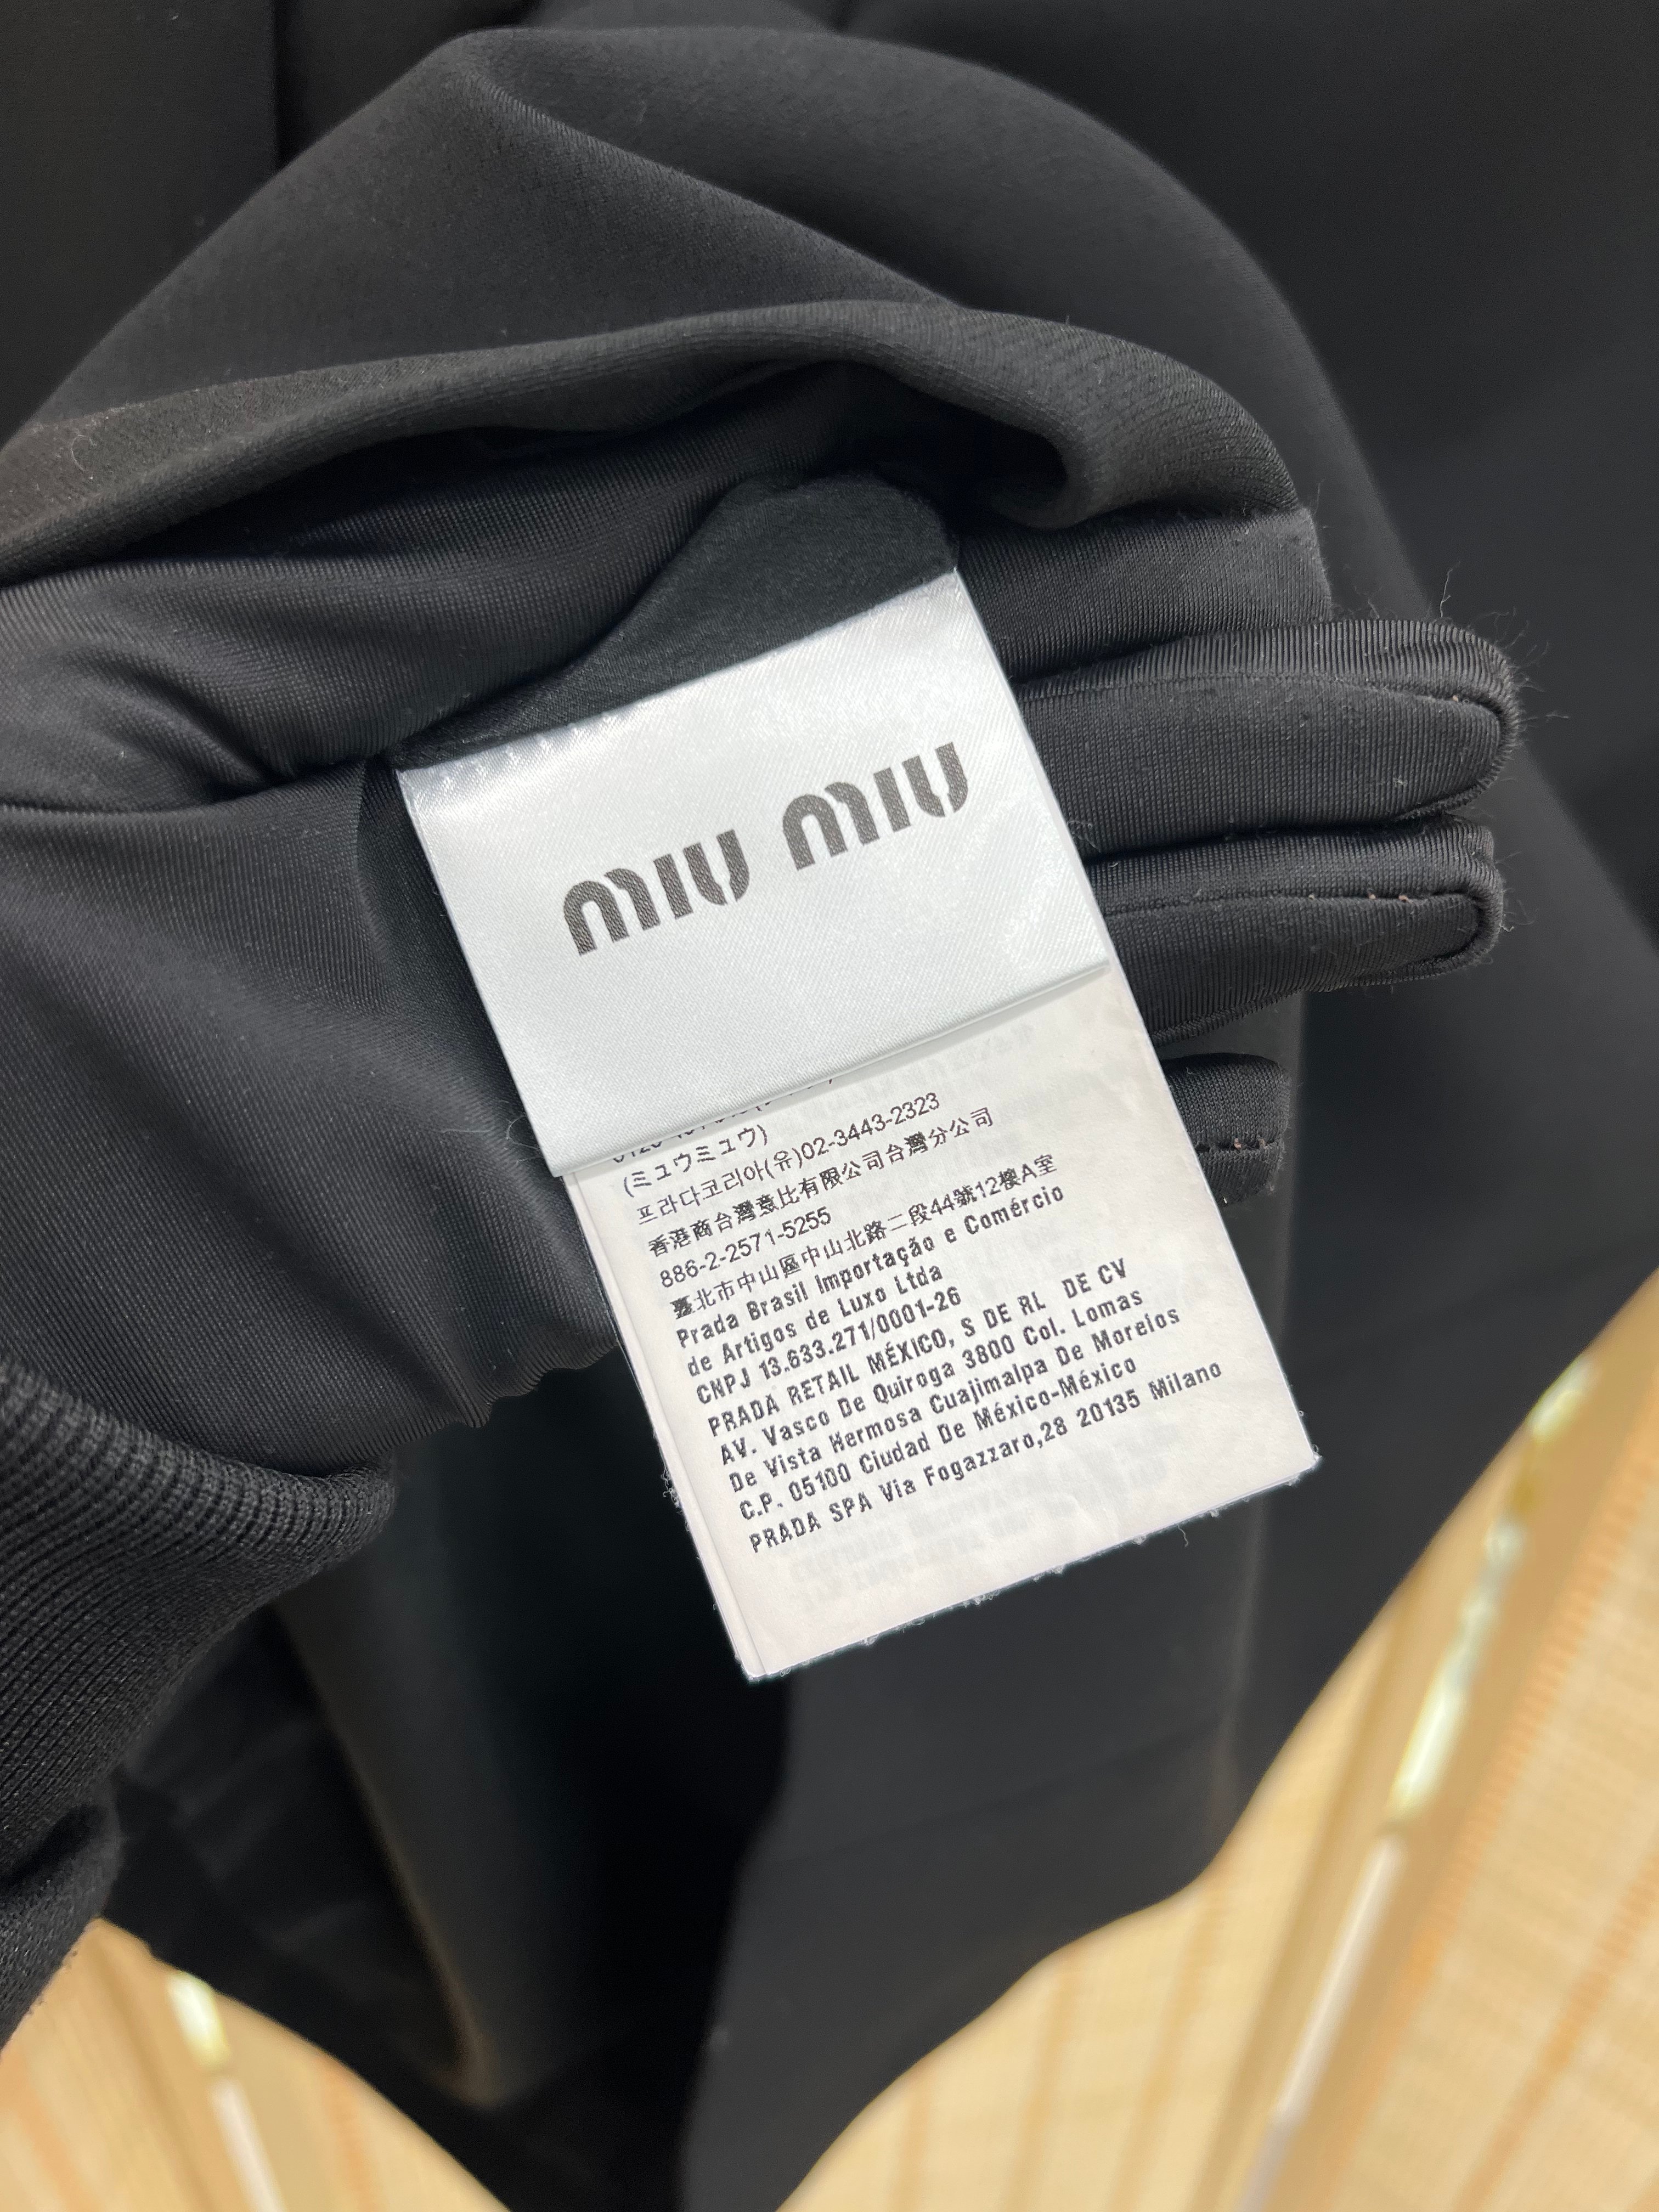 miu miu
(ミュウミュウ)
프라다코리아(유)02-3443-2323
香港商台灣意比有限公司台灣分公司
886-2-2571-5255
臺北市中山區中山北路二段44號12樓A室
Prada Brasil Importação e Comércio
de Artigos de Luxo Ltda
CNPJ 13.633.271/0001-26
PRADA RETAIL MÉXICO, S DE RL DE CV
AV. Vasco De Quiroga 3800 Col. Lomas
De Vista Hermosa Cuajimalpa De Morelos
C.P. 05100 Ciudad De México-México
PRADA SPA Via Fogazzaro,28 20135 Milano